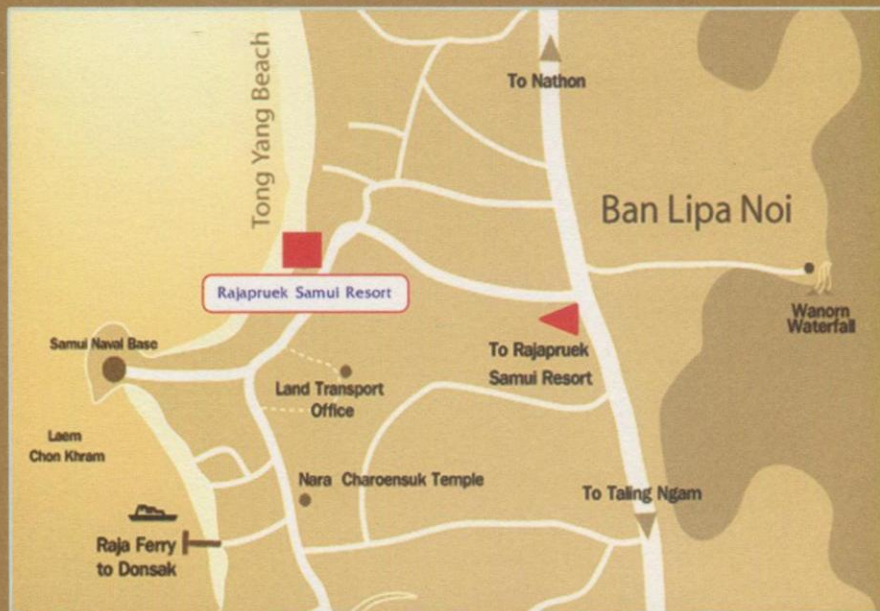 Tong Yang Beach
To Nathon
Ban Lipa Noi
Rajapruek Samui Resort
Wanorn
Waterfall
To Rajapruek
Samui Resort
Samui Naval Base
Land Transport
Office
Laem
Chon Khram
Nara Charoensuk Temple
To Taling Ngam
Raja Ferry
to Donsak